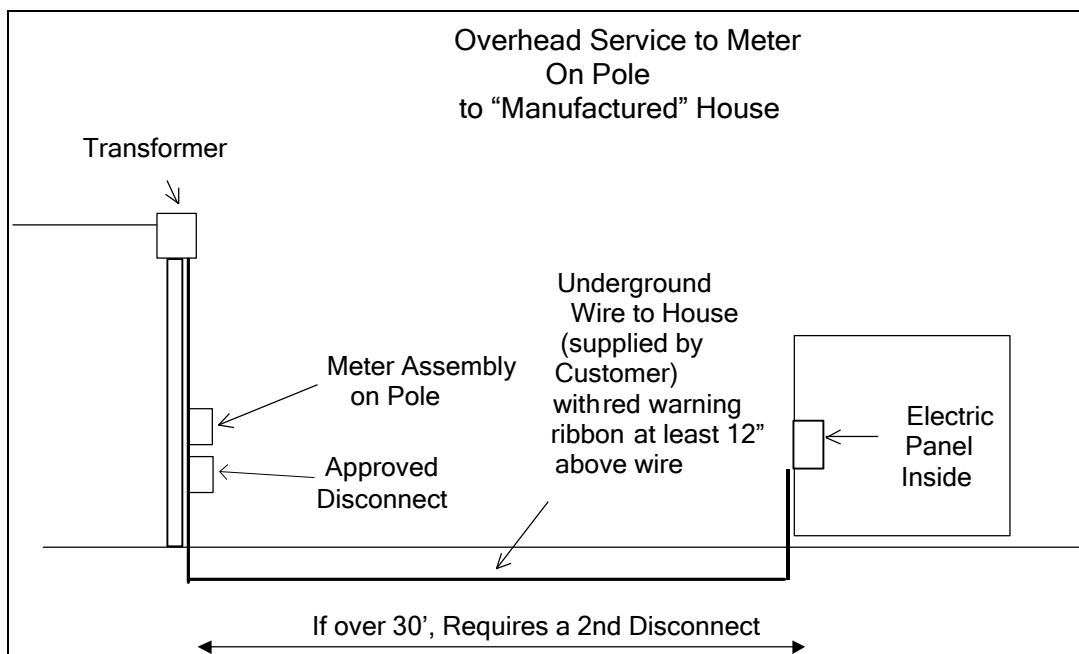 Overhead Service to Meter
On Pole
to “Manufactured” House
Transformer
Underground
Wire to House
(supplied by
Customer)
withred warning
ribbon at least 12”
above wire
Meter Assembly
on Pole
Approved
Disconnect
Electric
Panel
Inside
If over 30’, Requires a 2nd Disconnect